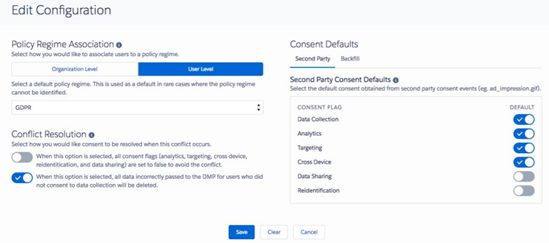 Edit Configuration
Policy Regime Association
Select how you would like to associate users to a policy regime.
Organization Level
User Level
Select a default policy regime. This is used as a default in rare cases where the policy regime
cannot be identified.
GDPR
Conflict Resolution
Select how you would like consent to be resolved when this conflict occurs.
When this option is selected, all consent flags (analytics, targeting, cross device,
reidentification, and data sharing) are set to false to avoid the conflict.
When this option is selected, all data incorrectly passed to the DMP for users who did
not consent to data collection will be deleted.
Consent Defaults
Second Party
Backfill
Second Party Consent Defaults
Select the default consent obtained from second party consent events (eg. ad_impression.gif).
CONSENT FLAG
DEFAULT
Data Collection
Analytics
Targeting
Cross Device
Data Sharing
Reidentification
Save
Clear
Cancel